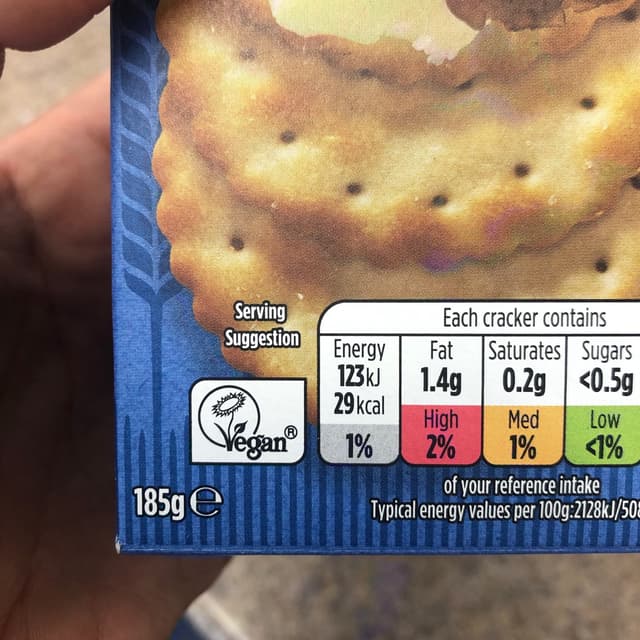 Serving
Suggestion
Each cracker contains
Energy
123kJ
29kcal
1%
Fat
1.4g
High
2%
Saturates
0.2g
Med
1%
Sugars
<0.5g
Low
<1%
Vegan®
185g℮
of your reference intake
Typical energy values per 100g:2128kJ/50